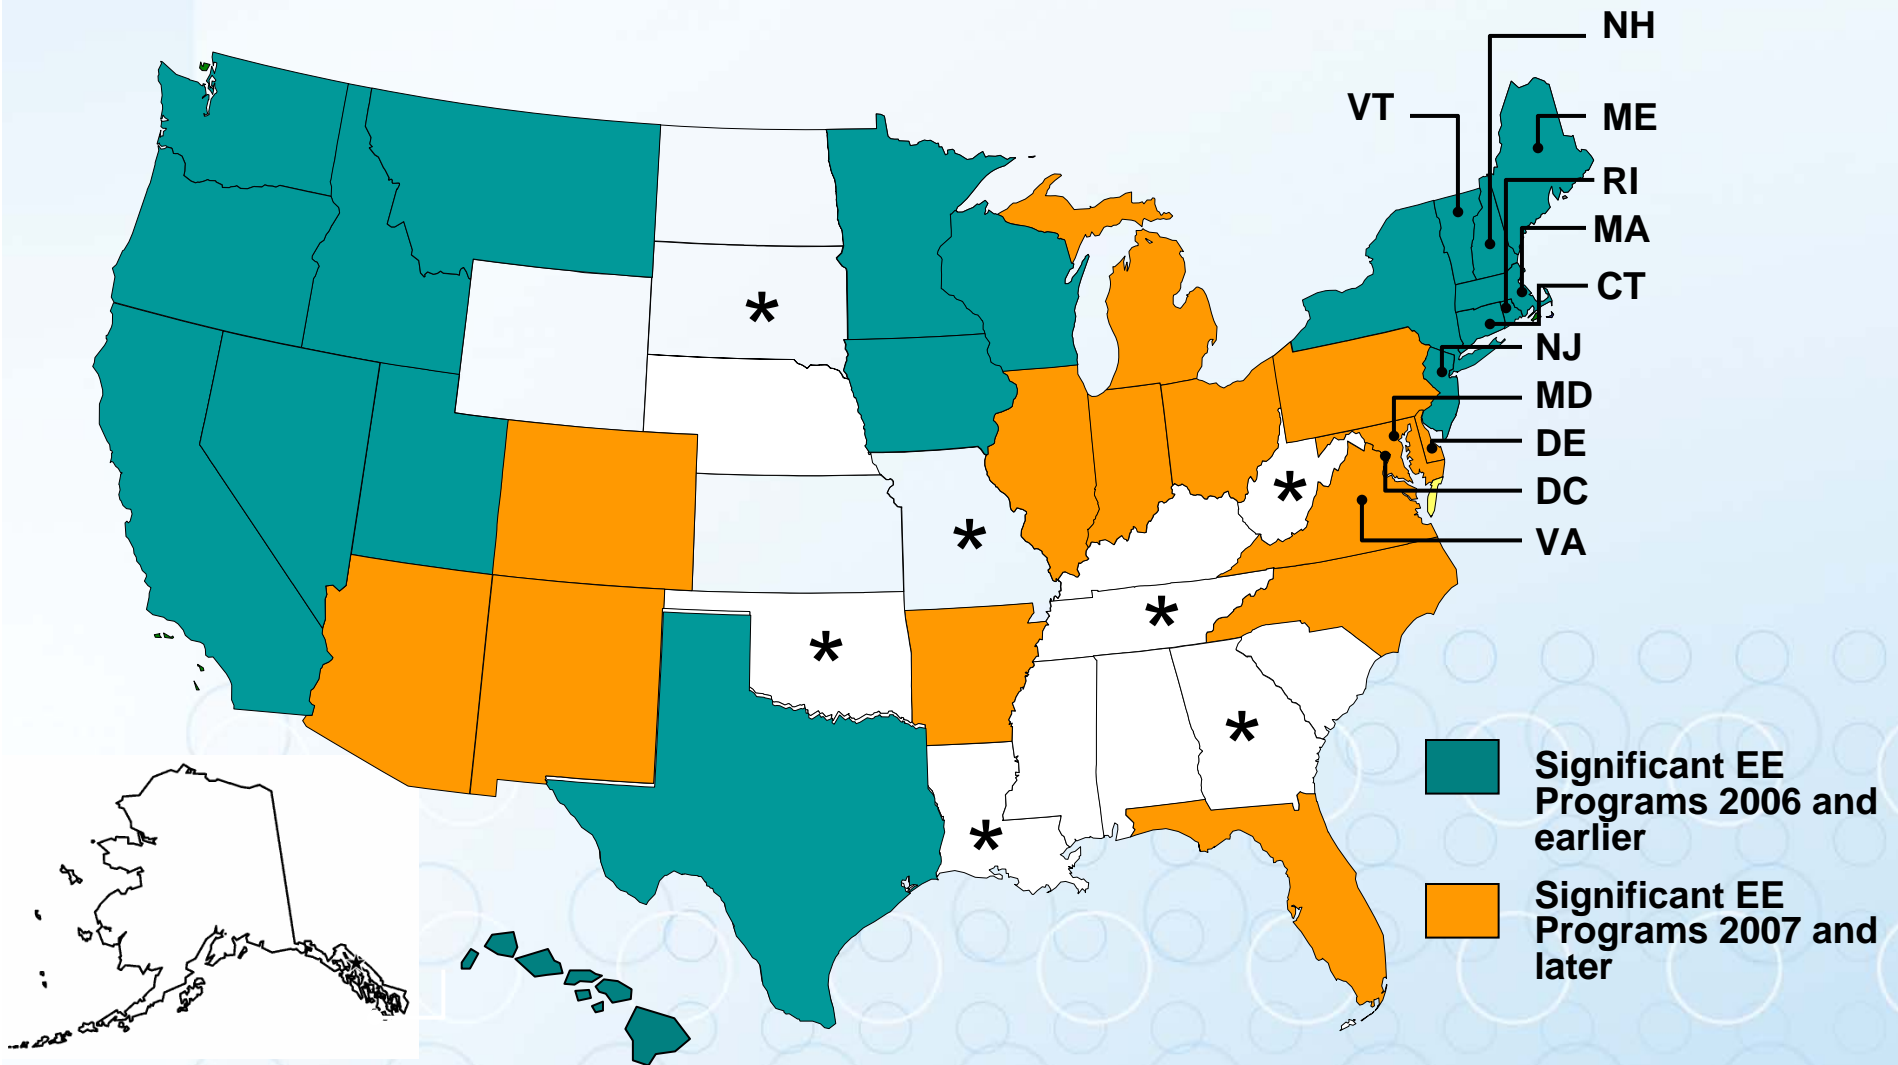 NH
VT
ME
RI
MA
CT
NJ
MD
DE
DC
VA
*
*
*
*
*
*
*
Significant EE
Programs 2006 and
earlier
Significant EE
Programs 2007 and
later